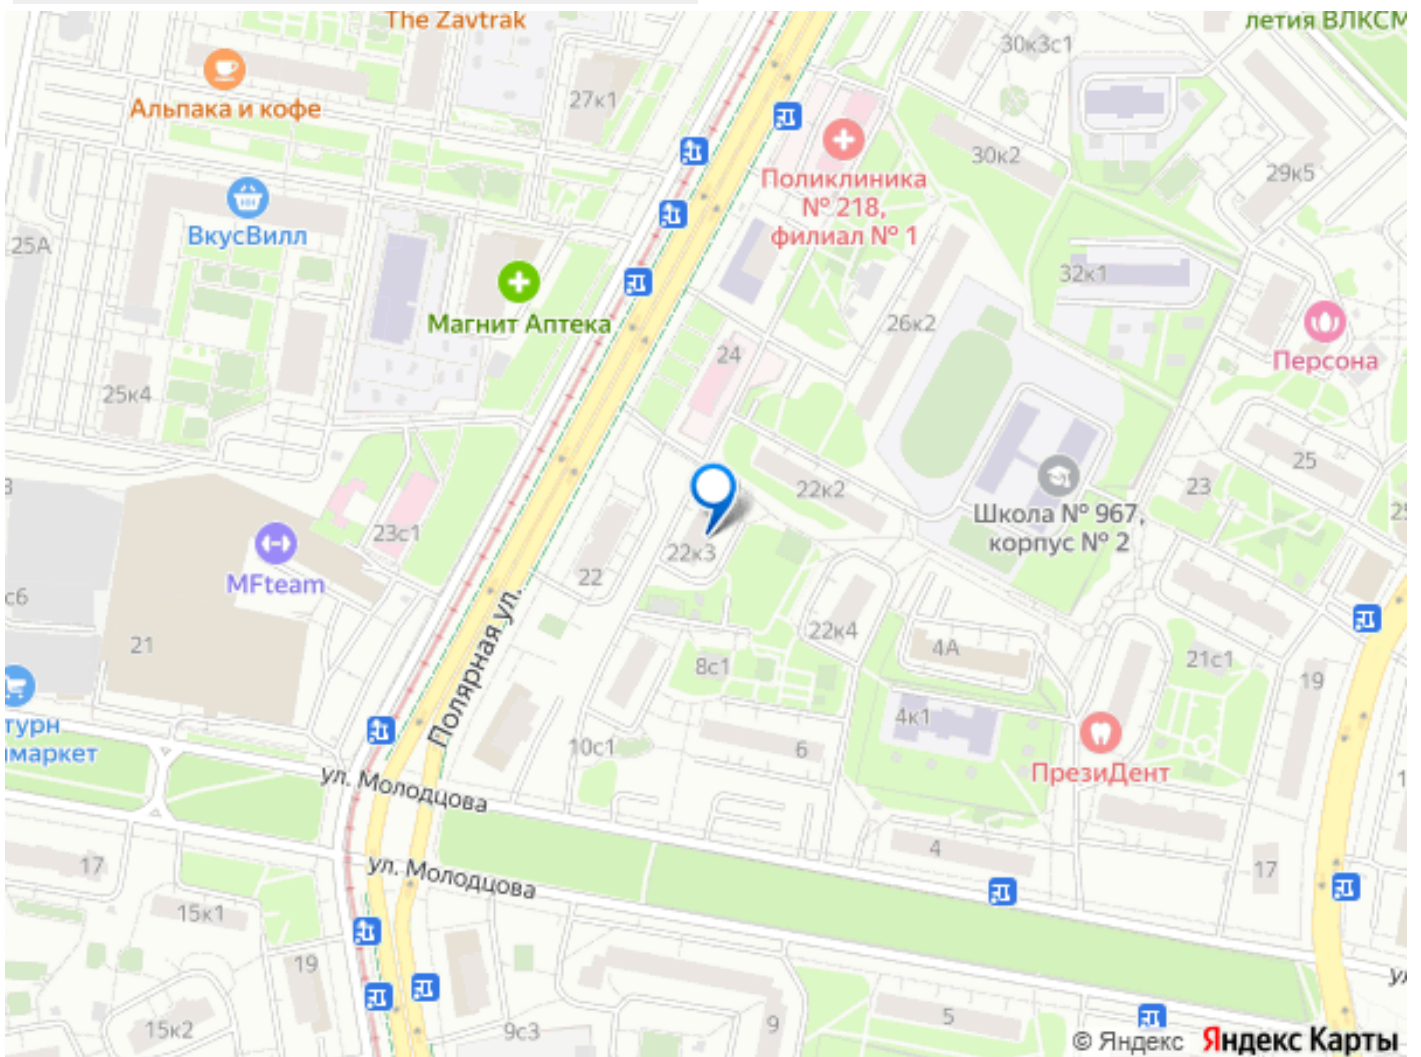 The Zavtrak
летия ВЛКСМ
30к3с1
Альпака и кофе
27к1
30к2
29к5
Поликлиника
№ 218,
филиал № 1
ВкусВилл
25А
32к1
Магнит Аптека
26к2
Персона
24
25к4
25
22к2
23
Школа № 967,
корпус № 2
23с1
22к3
MFteam
22
с6
22к4
4А
21
8с1
21с1
19
Полярная ул.
4к1
турн
маркет
10с1
6
ПрезиДент
ул. Молодцова
4
17
17
ул. Молодцова
15к1
19
15к2
9с3
9
5
© Яндекс Яндекс Карты